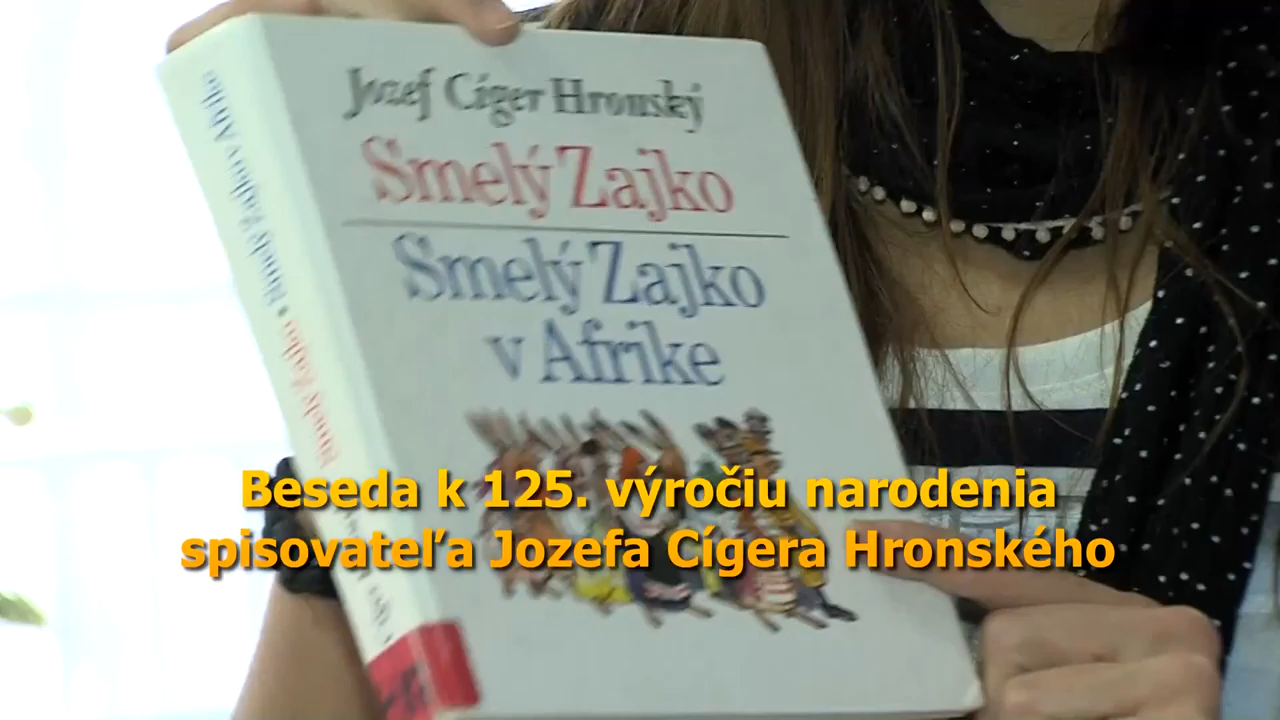 Jozef Cíger Hronský
Smelý Zajko
Smelý Zajko
v Afrike
Beseda k 125. výročiu narodenia
spisovateľa Jozefa Cígera Hronského